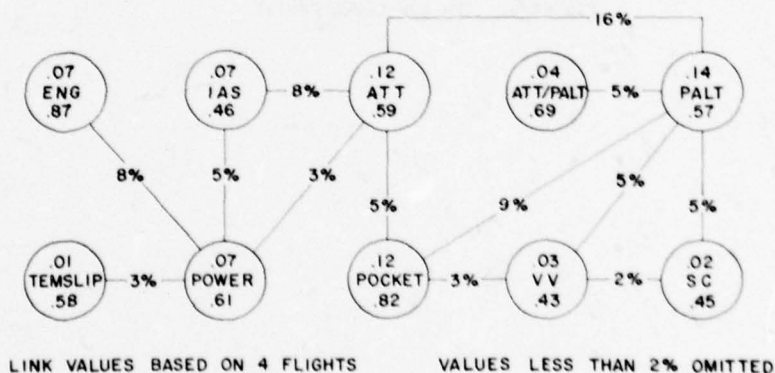 16%
.07 .07 .12 .04 .14
ENG IAS 8% ATT ATT/PALT 5% PALT
.87 .46 .59 .69 .57
8% 5% 3% 5%
5% 9% 5%
.01 .07 .12 .03 .02
TEMSLIP 3% POWER POCKET 3% VV 2% SC
.58 .61 .82 .43 .45
LINK VALUES BASED ON 4 FLIGHTS VALUES LESS THAN 2% OMITTED